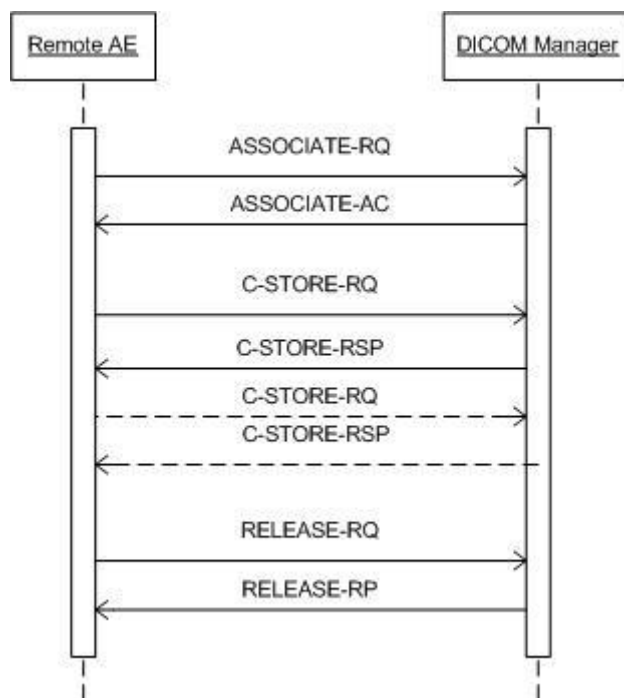 Remote AE
DICOM Manager
ASSOCIATE-RQ
ASSOCIATE-AC
C-STORE-RQ
C-STORE-RSP
C-STORE-RQ
C-STORE-RSP
RELEASE-RQ
RELEASE-RP